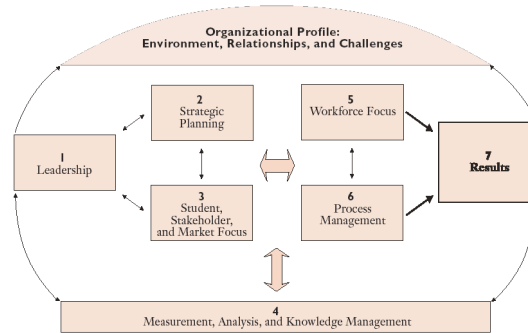 Organizational Profile:
Environment, Relationships, and Challenges
2
Strategic
Planning
5
Workforce Focus
1
Leadership
7
Results
3
Student,
Stakeholder,
and Market Focus
6
Process
Management
4
Measurement, Analysis, and Knowledge Management